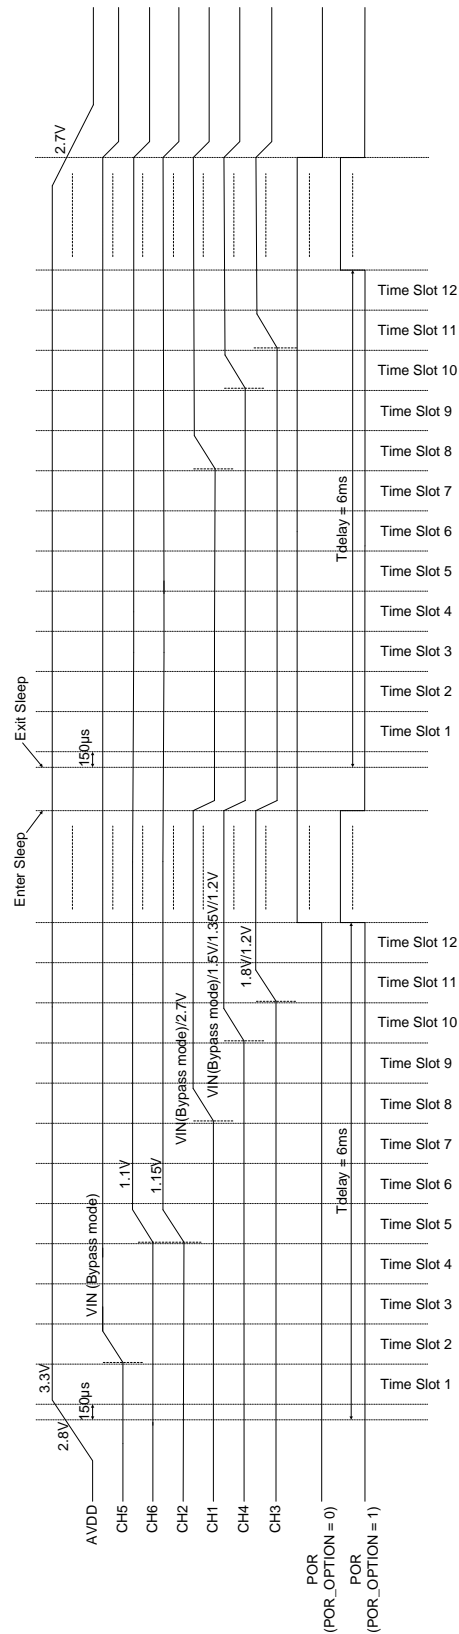 2.7V
Exit Sleep
Enter Sleep
150µs
VIN (Bypass mode)
1.1V
1.15V
VIN(Bypass mode)/2.7V
VIN(Bypass mode)/1.5V/1.35V/1.2V
1.8V/1.2V
3.3V
2.8V
150µs
AVDD
CH5
CH6
CH2
CH1
CH4
CH3
POR
(POR_OPTION = 0)
POR
(POR_OPTION = 1)
Tdelay = 6ms
Tdelay = 6ms
Time Slot 12
Time Slot 11
Time Slot 10
Time Slot 9
Time Slot 8
Time Slot 7
Time Slot 6
Time Slot 5
Time Slot 4
Time Slot 3
Time Slot 2
Time Slot 1
Time Slot 12
Time Slot 11
Time Slot 10
Time Slot 9
Time Slot 8
Time Slot 7
Time Slot 6
Time Slot 5
Time Slot 4
Time Slot 3
Time Slot 2
Time Slot 1